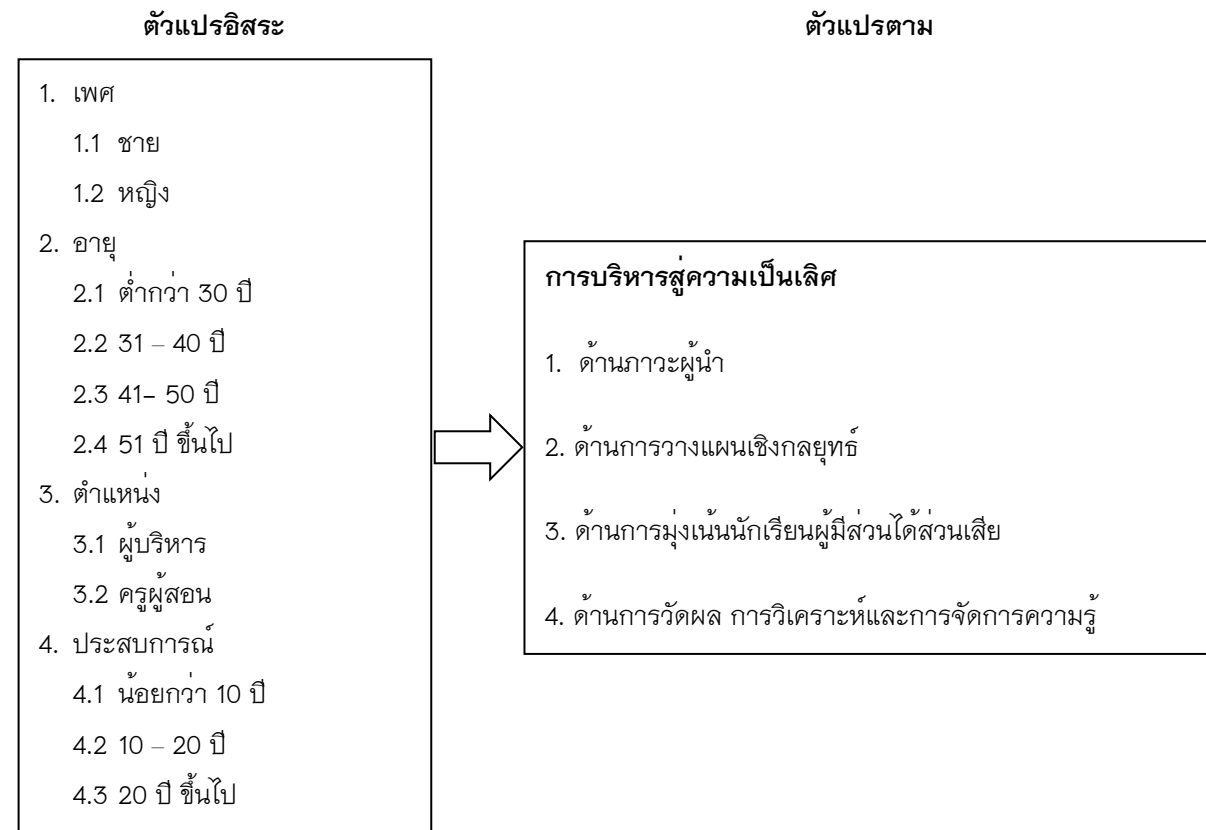 ตัวแปรอิสระ
ตัวแปรตาม
1. เพศ
1.1 ชาย
1.2 หญิง
2. อายุ
2.1 ต่ำกว่า 30 ปี
2.2 31 – 40 ปี
2.3 41– 50 ปี
2.4 51 ปี ขึ้นไป
3. ตำแหน่ง
3.1 ผู้บริหาร
3.2 ครูผู้สอน
4. ประสบการณ์
4.1 น้อยกว่า 10 ปี
4.2 10 – 20 ปี
4.3 20 ปี ขึ้นไป
การบริหารสู่ความเป็นเลิศ
1. ด้านภาวะผู้นำ
2. ด้านการวางแผนเชิงกลยุทธ์
3. ด้านการมุ่งเน้นนักเรียนผู้มีส่วนได้ส่วนเสีย
4. ด้านการวัดผล การวิเคราะห์และการจัดการความรู้